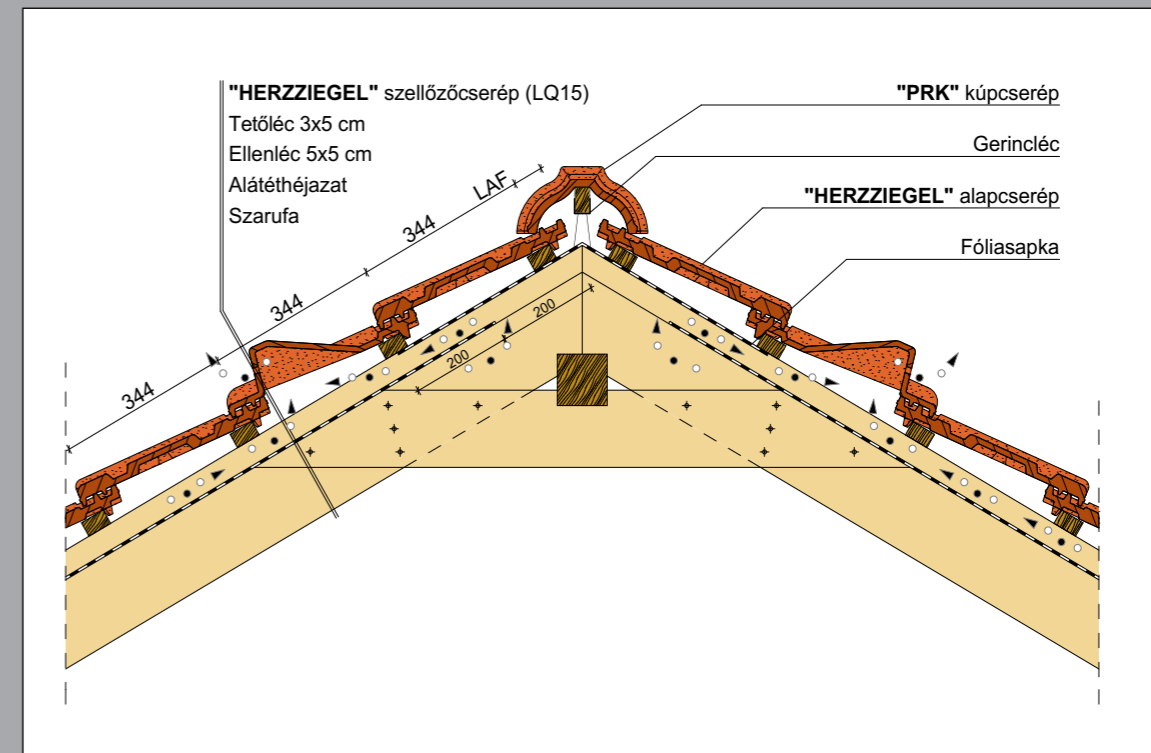 "HERZZIEGEL" szellőzőcserép (LQ15)
Tetőléc 3x5 cm
Ellenléc 5x5 cm
Alátéthéjazat
Szarufa
"PRK" kúpcserép
Gerincléc
"HERZZIEGEL" alapcserép
Fóliasapka
LAF
344
344
344
200
200